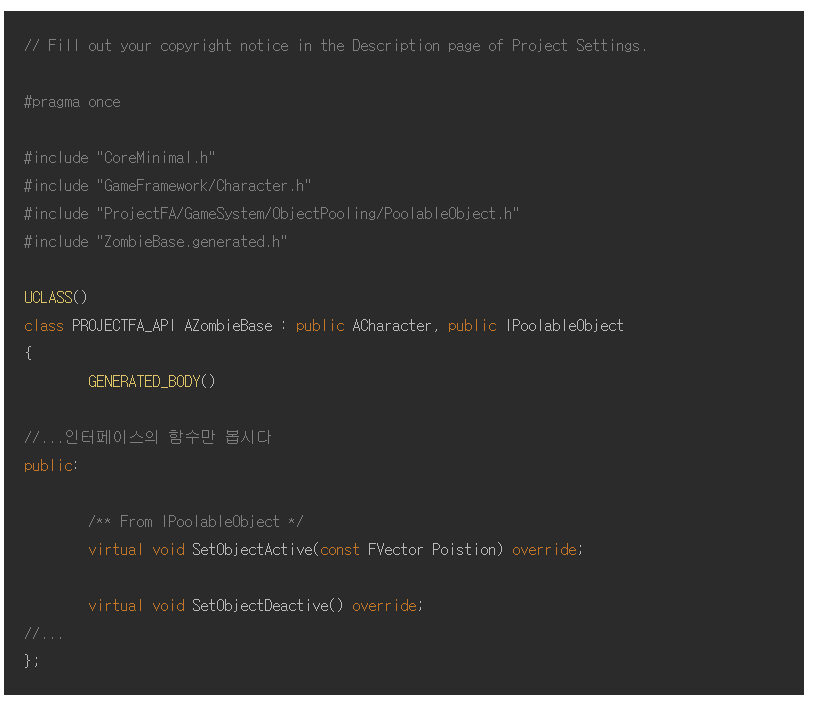 // Fill out your copyright notice in the Description page of Project Settings.
#pragma once
#include "CoreMinimal.h"
#include "GameFramework/Character.h"
#include "ProjectFA/GameSystem/ObjectPooling/PoolableObject.h"
#include "ZombieBase.generated.h"
UCLASS()
class PROJECTFA_API AZombieBase : public ACharacter, public IPoolableObject
{
GENERATED_BODY()
//...인터페이스의 함수만 봅시다
public:
/** From IPoolableObject */
virtual void SetObjectActive(const FVector Poistion) override;
virtual void SetObjectDeactive() override;
//...
};